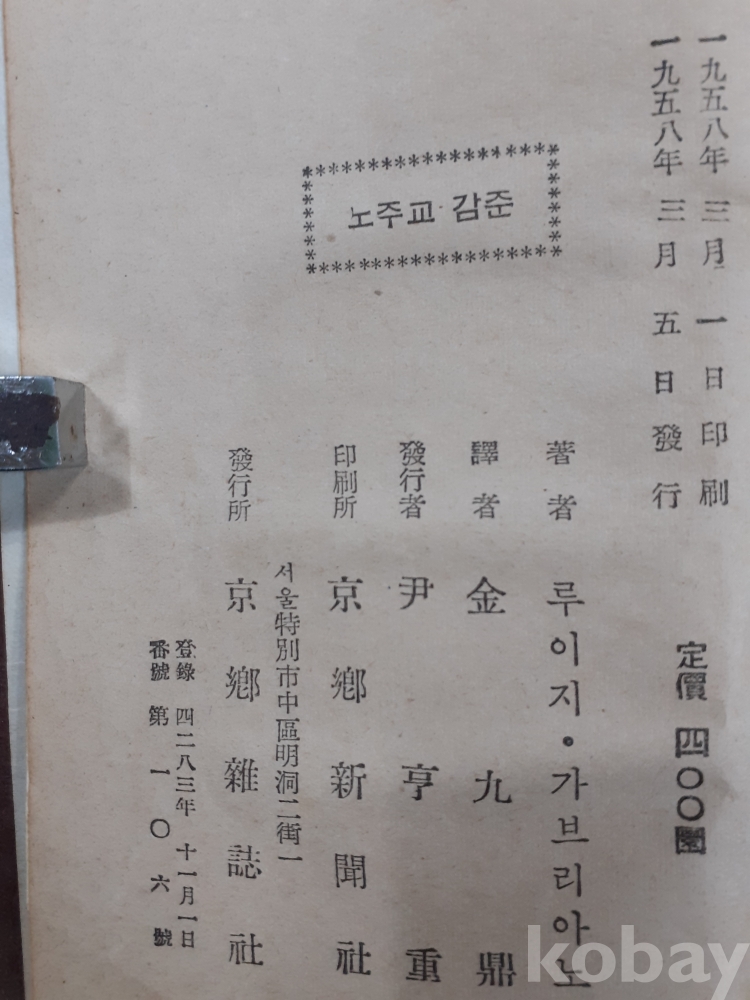 一九五八年 三月 一日 印刷
一九五八年 三月 五日 發行
定價 四〇〇圜
노주교 감준
著者 루이지·가브리아노
譯者 金九鼎
發行者 尹亨重
印刷所 京鄕新聞社
서울特別市中區明洞二街一
發行所 京鄕雜誌社
登錄 四二八三年 十一月一日
番號 第一〇六號
kobay